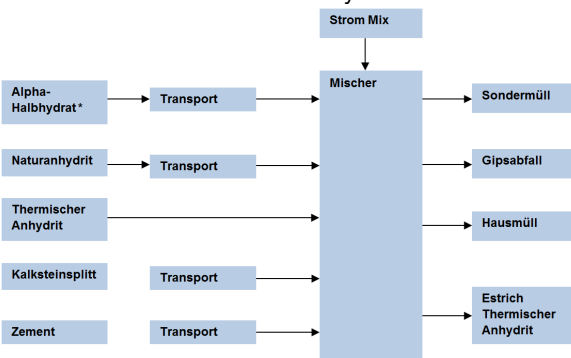 Strom Mix
Mischer
Alpha-
Halbhydrat*
Transport
Sondermüll
Naturanhydrit
Transport
Gipsabfall
Thermischer
Anhydrit
Hausmüll
Kalksteinsplitt
Transport
Estrich
Thermischer
Anhydrit
Zement
Transport